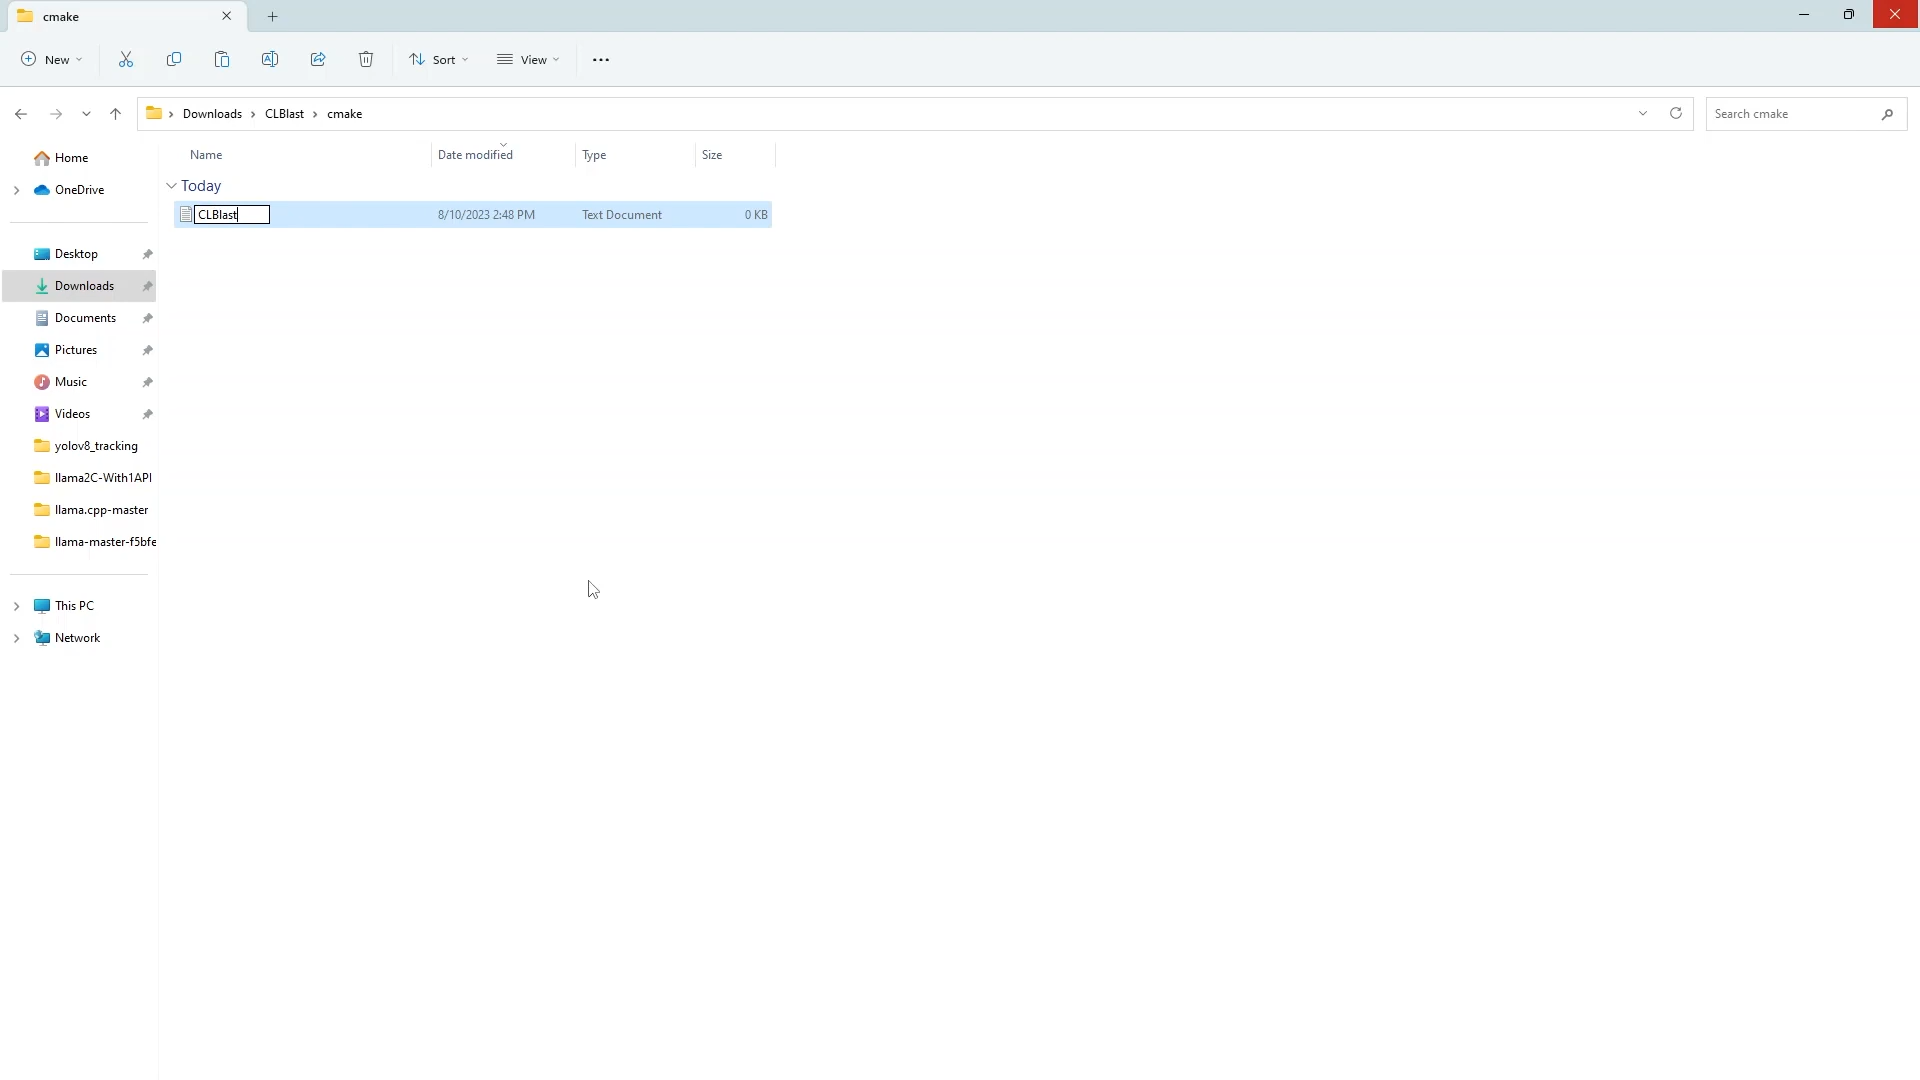 cmake
New
Sort
View
Downloads > CLBlast > cmake
Search cmake
Name
Date modified
Type
Size
Today
CLBlast
8/10/2023 2:48 PM
Text Document
0 KB
Home
OneDrive
Desktop
Downloads
Documents
Pictures
Music
Videos
yolov8_tracking
llama2C-With1API
llama.cpp-master
llama-master-f5bfe
This PC
Network